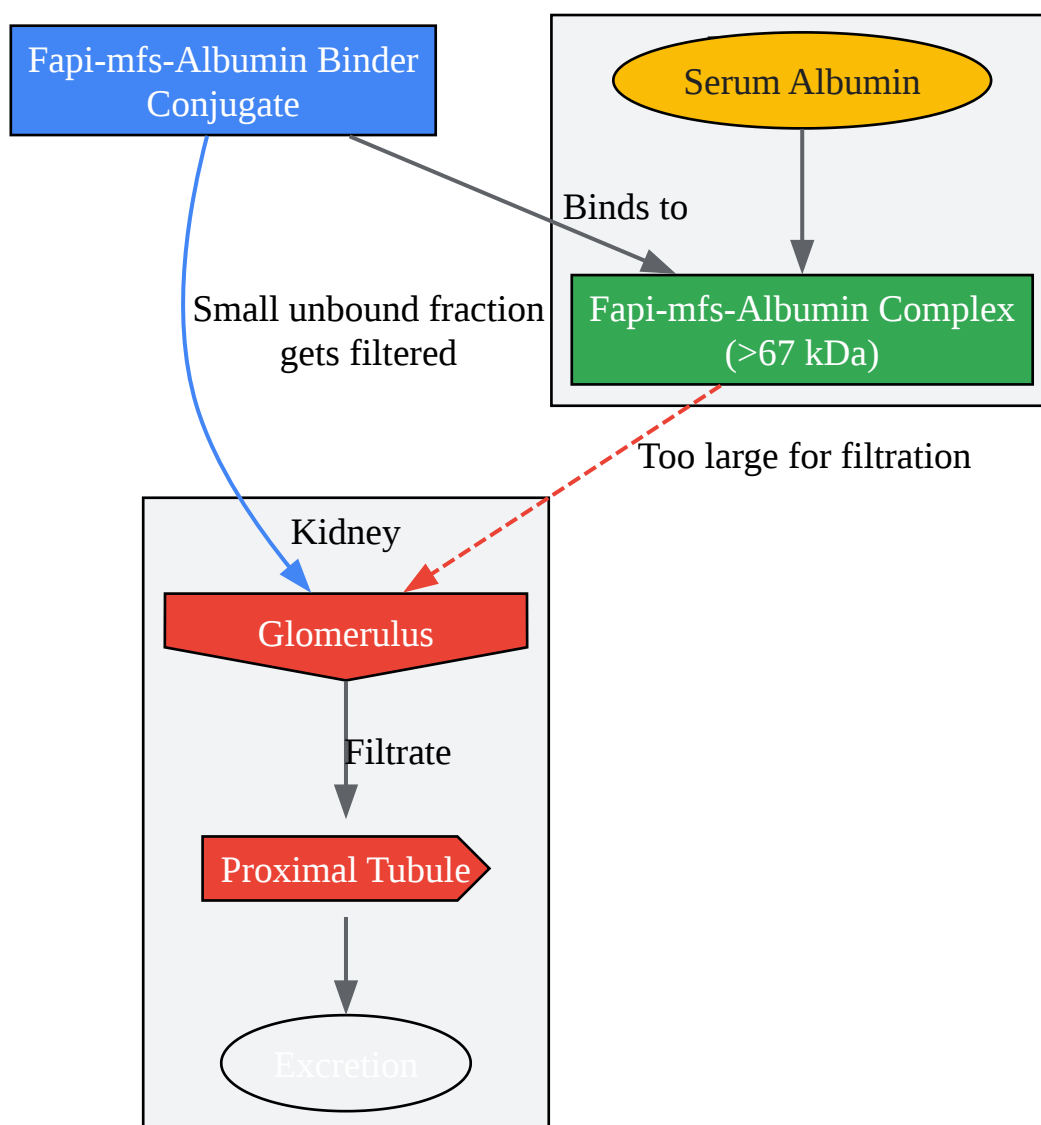 Fapi-mfs-Albumin Binder
Conjugate
Serum Albumin
Binds to
Small unbound fraction
gets filtered
Fapi-mfs-Albumin Complex
(>67 kDa)
Too large for filtration
Kidney
Glomerulus
Filtrate
Proximal Tubule
Excretion